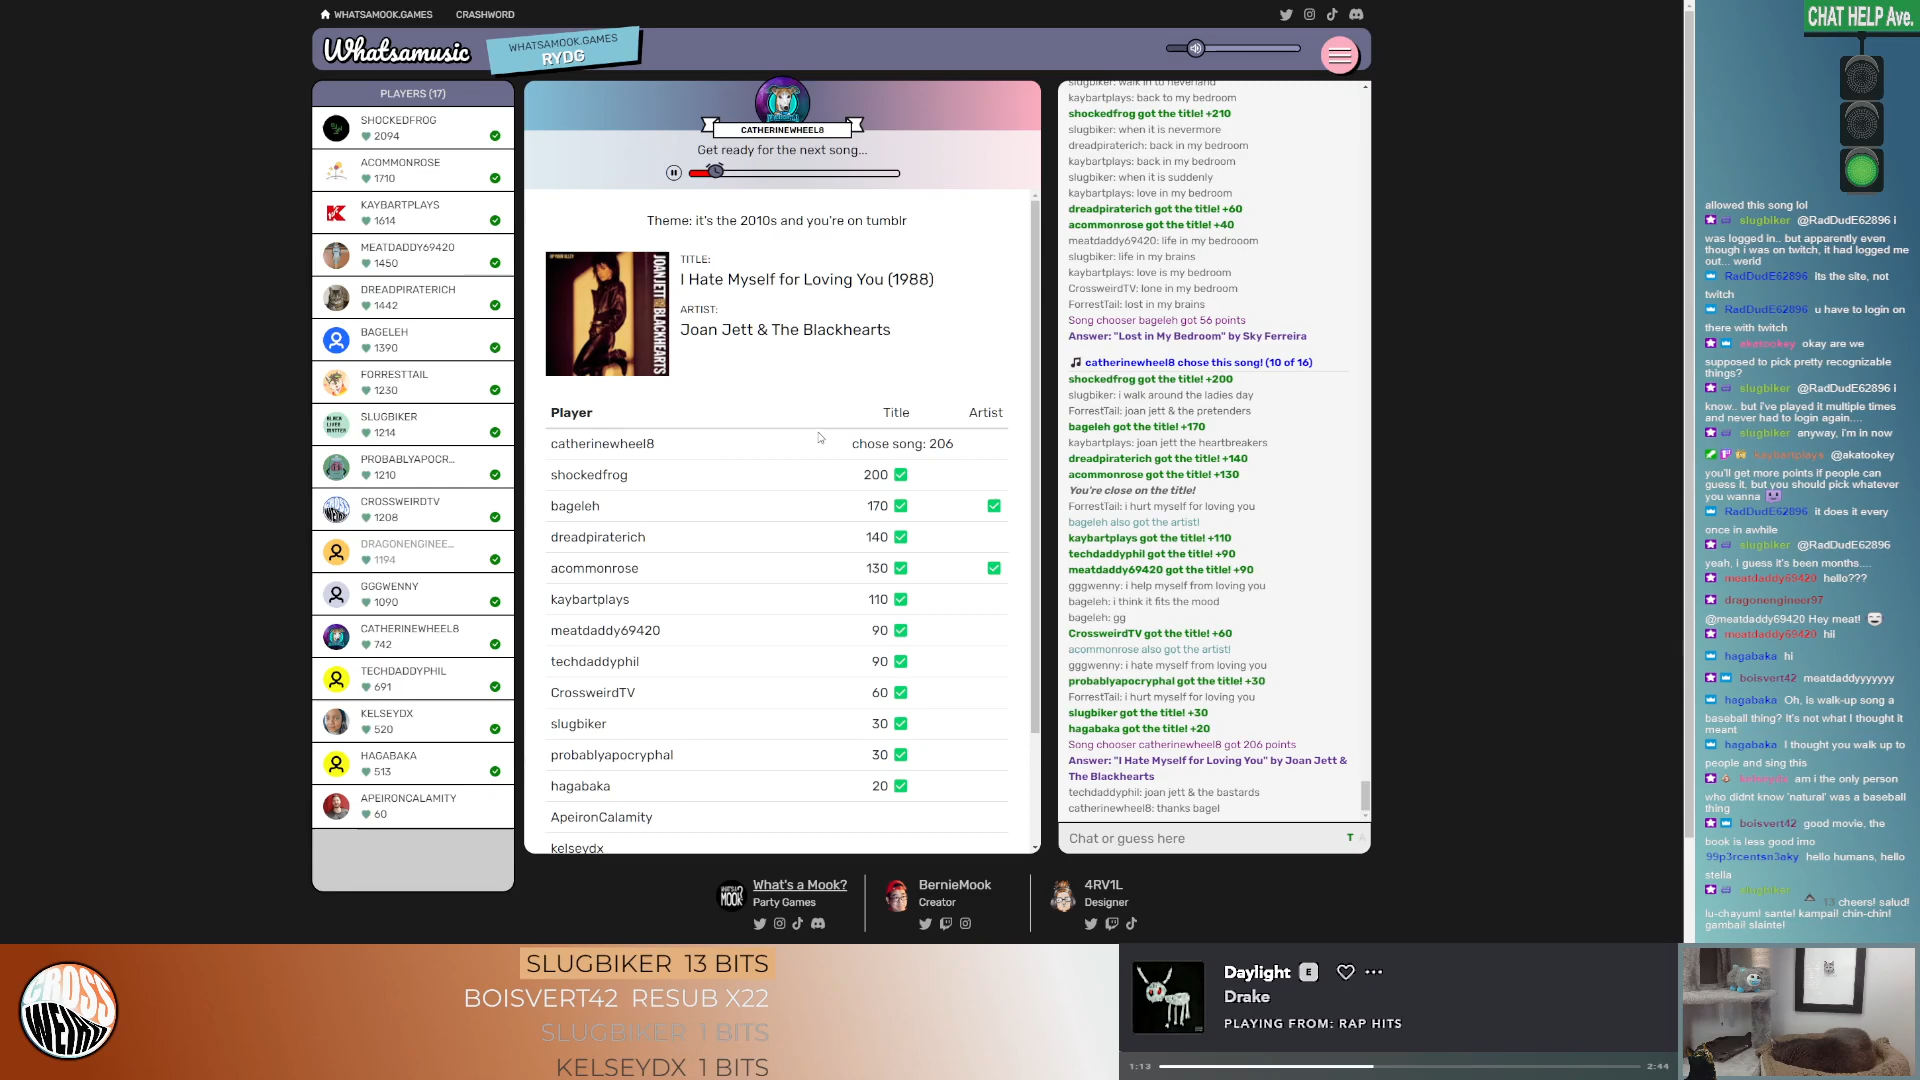 WHATSAMOOK.GAMES
CRASHWORD
Whatsamusic
WHATSAMOOK.GAMES
RYDG
PLAYERS (17)
SHOCKEDFROG
2094
ACOMMONROSE
1710
KAYBARTPLAYS
1614
MEATDADDY69420
1450
DREADPIRATERICH
1442
BAGELEH
1390
FORRESTTAIL
1230
SLUGBIKER
1214
PROBABLYAPOCR...
1210
CROSSWEIRDTV
1208
DRAGONENGINEE...
1194
GGGWENNY
1090
CATHERINEWHEEL8
742
TECHDADDYPHIL
691
KELSEYDX
520
HAGABAKA
513
APEIRONCALAMITY
60
CATHERINEWHEEL8
Get ready for the next song...
Theme: it's the 2010s and you're on tumblr
JOAN JETT AND THE BLACKHEARTS
TITLE:
I Hate Myself for Loving You (1988)
ARTIST:
Joan Jett & The Blackhearts
Player Title Artist
catherinewheel8 chose song: 206
shockedfrog 200
bageleh 170
dreadpiraterich 140
acommonrose 130
kaybartplays 110
meatdaddy69420 90
techdaddyphil 90
CrossweirdTV 60
slugbiker 30
probablyapocryphal 30
hagabaka 20
ApeironCalamity
kelseydx
slugbiker: walk in to neverland
kaybartplays: back to my bedroom
shockedfrog got the title! +210
slugbiker: when it is nevermore
dreadpiraterich: back in my bedroom
kaybartplays: back in my bedroom
slugbiker: when it is suddenly
kaybartplays: love in my bedroom
dreadpiraterich got the title! +60
acommonrose got the title! +40
meatdaddy69420: life in my bedrooom
slugbiker: life in my brains
kaybartplays: love is my bedroom
CrossweirdTV: lone in my bedroom
ForrestTail: lost in my brains
Song chooser bageleh got 56 points
Answer: "Lost in My Bedroom" by Sky Ferreira
catherinewheel8 chose this song! (10 of 16)
shockedfrog got the title! +200
slugbiker: i walk around the ladies day
ForrestTail: joan jett & the pretenders
bageleh got the title! +170
kaybartplays: joan jett the heartbreakers
dreadpiraterich got the title! +140
acommonrose got the title! +130
You're close on the title!
ForrestTail: i hurt myself for loving you
bageleh also got the artist!
kaybartplays got the title! +110
techdaddyphil got the title! +90
meatdaddy69420 got the title! +90
gggwenny: i help myself from loving you
bageleh: i think it fits the mood
bageleh: gg
CrossweirdTV got the title! +60
acommonrose also got the artist!
gggwenny: i hate myself from loving you
probablyapocryphal got the title! +30
ForrestTail: i hurt myself for loving you
slugbiker got the title! +30
hagabaka got the title! +20
Song chooser catherinewheel8 got 206 points
Answer: "I Hate Myself for Loving You" by Joan Jett &
The Blackhearts
techdaddyphil: joan jett & the bastards
catherinewheel8: thanks bagel
Chat or guess here
T A
What's a Mook?
Party Games
BernieMook
Creator
4RV1L
Designer
CHAT HELP Ave.
allowed this song lol
slugbiker @RadDudE62896 i
was logged in.. but apparently even
though i was on twitch, it had logged me
out... werid
RadDudE62896 Its the site, not
twitch
RadDudE62896 u have to login on
there with twitch
akatookey okay are we
supposed to pick pretty recognizable
things?
slugbiker @RadDudE62896 i
know.. but i've played it multiple times
and never had to login again....
slugbiker anyway, i'm in now
kaybartplays @akatookey
you'll get more points if people can
guess it, but you should pick whatever
you wanna
RadDudE62896 it does it every
once in awhile
slugbiker @RadDudE62896
yeah, i guess it's been months....
meatdaddy69420 hello???
dragonengineer97
@meatdaddy69420 Hey meat!
meatdaddy69420 hii
hagabaka hi
boisvert42 meatdaddyyyyyy
hagabaka Oh, is walk-up song a
baseball thing? It's not what I thought it
meant
hagabaka I thought you walk up to
people and sing this
kelseydx am i the only person
who didnt know 'natural' was a baseball
thing
boisvert42 good movie, the
book is less good imo
99p3rcentsn3aky hello humans, hello
stella
slugbiker
13 cheers! salud!
lu-chayum! sante! kampai! chin-chin!
gambai! slainte!
CROSS
WEIRD
SLUGBIKER 13 BITS
BOISVERT42 RESUB X22
SLUGBIKER 1 BITS
KELSEYDX 1 BITS
Daylight E
Drake
PLAYING FROM: RAP HITS
1:13
2:44